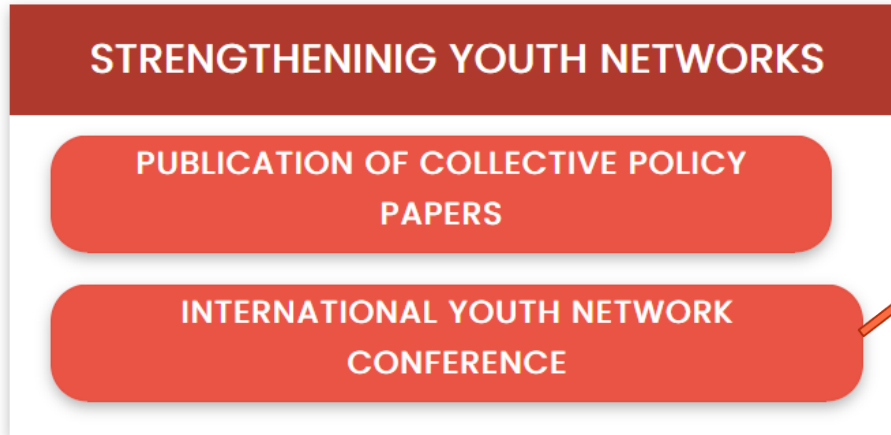 STRENGTHENINIG YOUTH NETWORKS
PUBLICATION OF COLLECTIVE POLICY
PAPERS
INTERNATIONAL YOUTH NETWORK
CONFERENCE